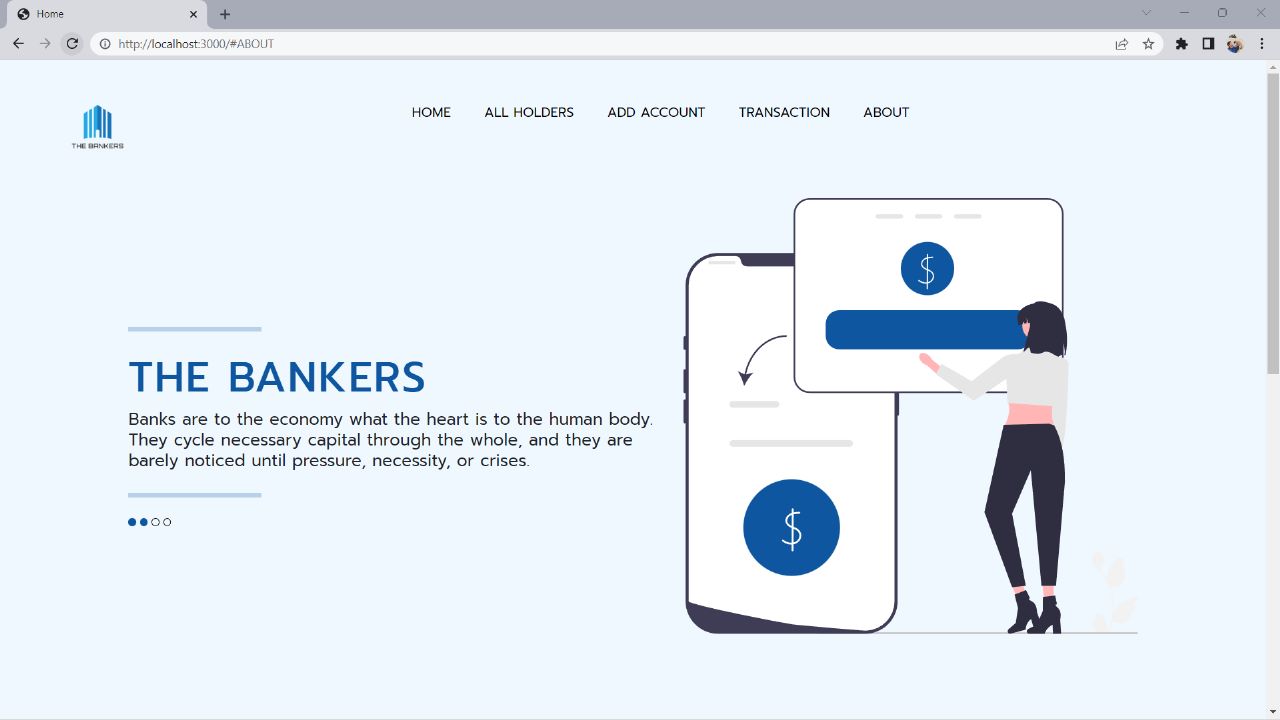 Home
http://localhost:3000/#ABOUT
THE BANKERS
HOME ALL HOLDERS ADD ACCOUNT TRANSACTION ABOUT
$
THE BANKERS
Banks are to the economy what the heart is to the human body.
They cycle necessary capital through the whole, and they are
barely noticed until pressure, necessity, or crises.
$